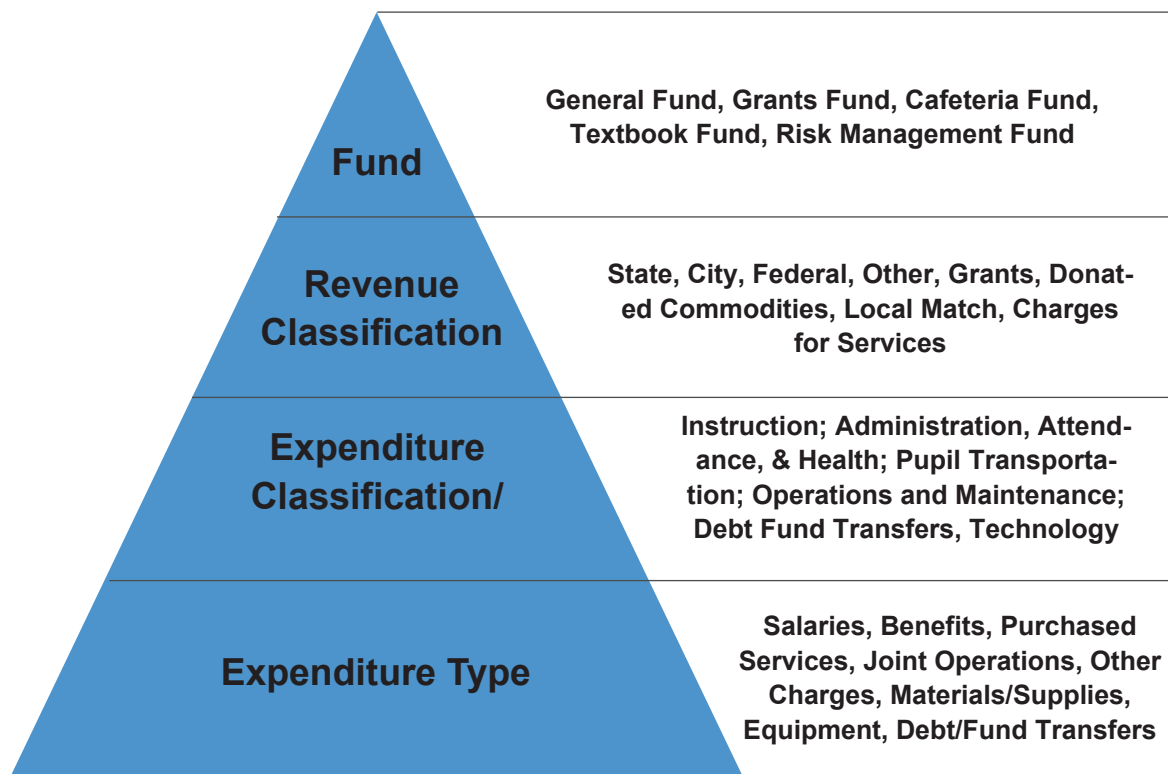 General Fund, Grants Fund, Cafeteria Fund,
Textbook Fund, Risk Management Fund
Fund
Revenue
Classification
State, City, Federal, Other, Grants, Donat-
ed Commodities, Local Match, Charges
for Services
Expenditure
Classification/
Instruction; Administration, Attend-
ance, & Health; Pupil Transporta-
tion; Operations and Maintenance;
Debt Fund Transfers, Technology
Expenditure Type
Salaries, Benefits, Purchased
Services, Joint Operations, Other
Charges, Materials/Supplies,
Equipment, Debt/Fund Transfers